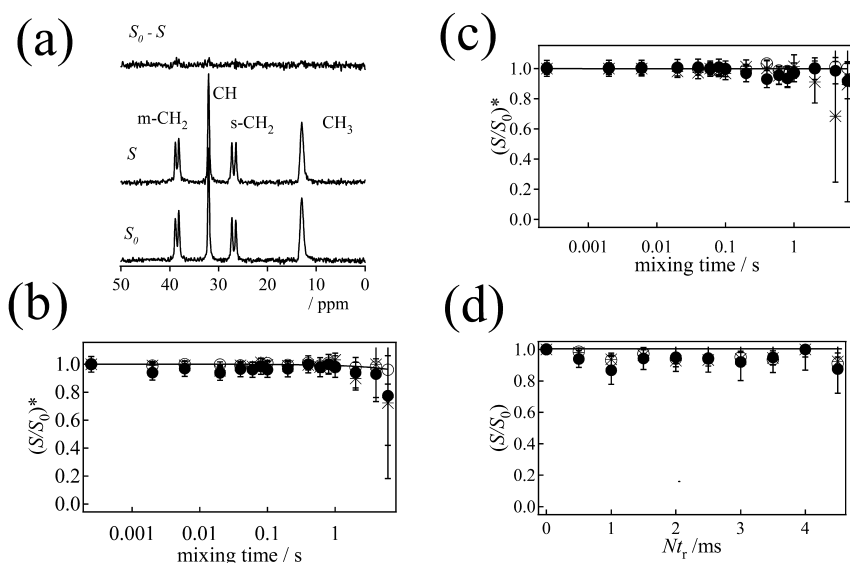 (a)
S₀ - S
CH
m-CH₂
s-CH₂
CH₃
S
S₀
50 40 30 20 10 0
/ ppm
(b)
(S/S₀)*
1.0
0.8
0.6
0.4
0.2
0.0
0.001 0.01 0.1 1
mixing time / s
(c)
(S/S₀)*
1.0
0.8
0.6
0.4
0.2
0.0
0.001 0.01 0.1 1
mixing time / s
(d)
(S/S₀)
1.0
0.8
0.6
0.4
0.2
0.0
0 1 2 3 4
Ntᵣ /ms